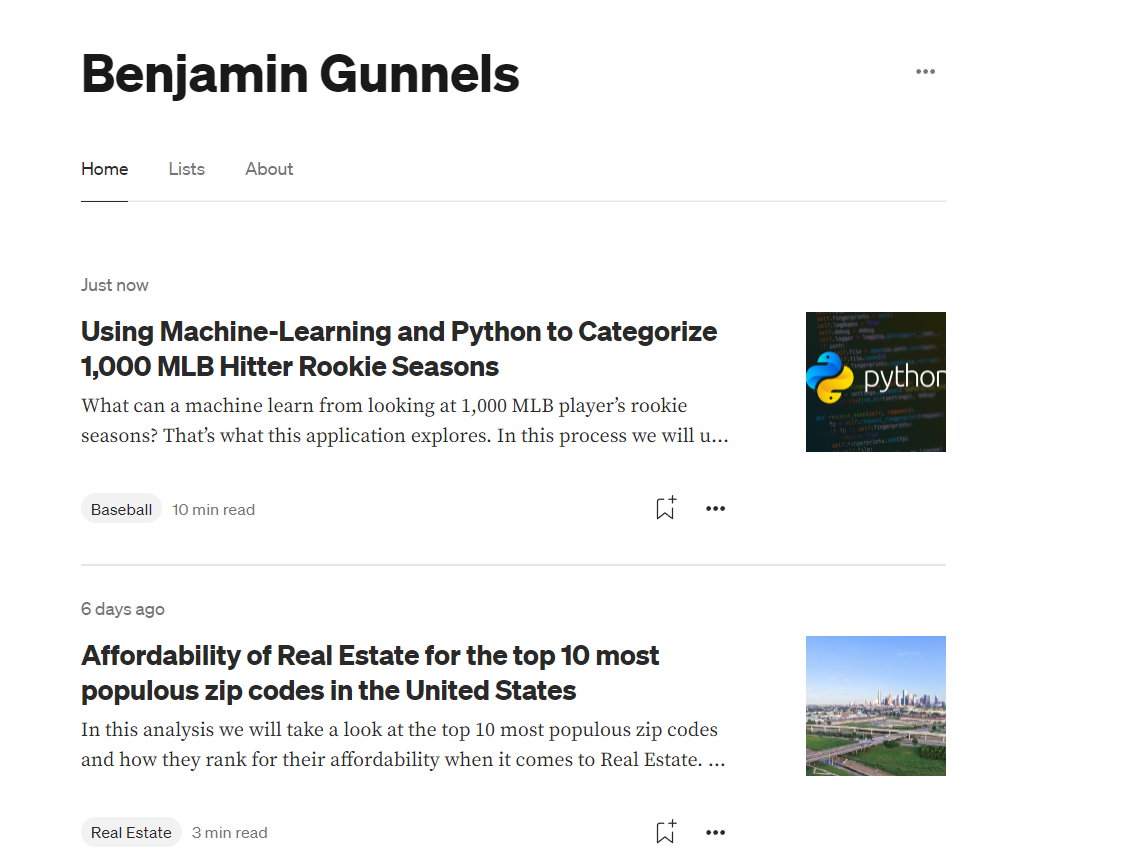 Benjamin Gunnels
Home Lists About
Just now
Using Machine-Learning and Python to Categorize
1,000 MLB Hitter Rookie Seasons
What can a machine learn from looking at 1,000 MLB player’s rookie
seasons? That’s what this application explores. In this process we will u…
python
Baseball 10 min read
6 days ago
Affordability of Real Estate for the top 10 most
populous zip codes in the United States
In this analysis we will take a look at the top 10 most populous zip codes
and how they rank for their affordability when it comes to Real Estate. …
Real Estate 3 min read